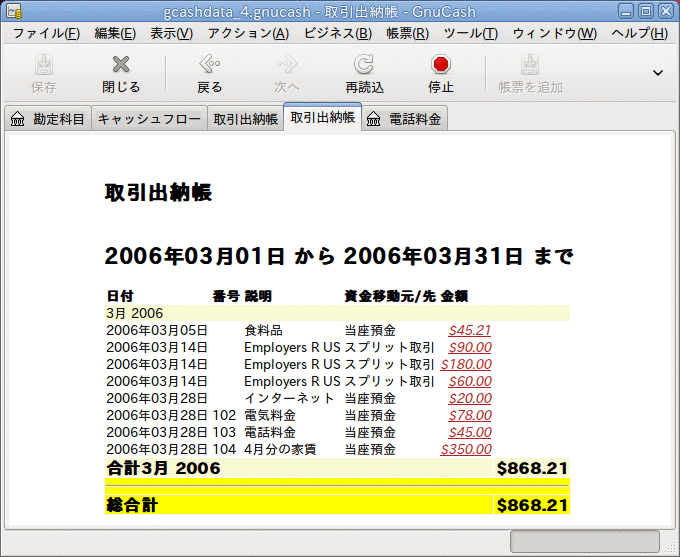 gcashdata_4.gnucash - 取引出納帳 - GnuCash
ファイル(F) 編集(E) 表示(V) アクション(A) ビジネス(B) 帳票(R) ツール(T) ウィンドウ(W) ヘルプ(H)
保存 閉じる 戻る 次へ 再読込 停止 帳票を追加
勘定科目 キャッシュフロー 取引出納帳 取引出納帳 電話料金
取引出納帳
2006年03月01日 から 2006年03月31日 まで
日付 番号 説明 資金移動元/先 金額
3月 2006
2006年03月05日 食料品 当座預金 $45.21
2006年03月14日 Employers R US スプリット取引 $90.00
2006年03月14日 Employers R US スプリット取引 $180.00
2006年03月14日 Employers R US スプリット取引 $60.00
2006年03月28日 インターネット 当座預金 $20.00
2006年03月28日 102 電気料金 当座預金 $78.00
2006年03月28日 103 電話料金 当座預金 $45.00
2006年03月28日 104 4月分の家賃 当座預金 $350.00
合計3月 2006 $868.21
総合計 $868.21